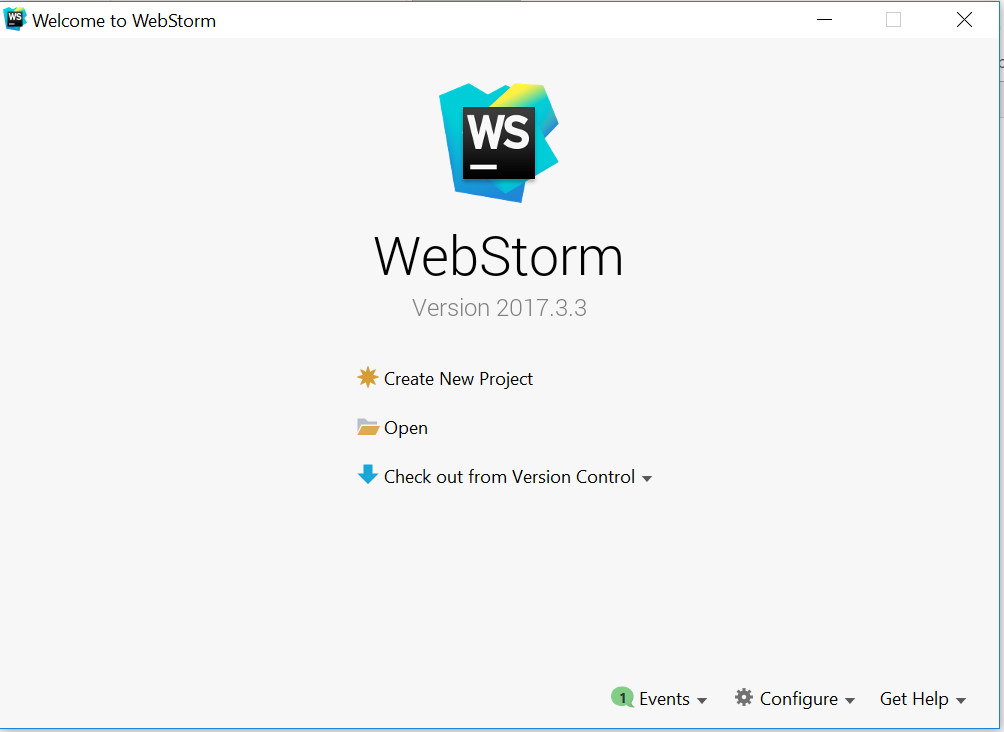 WS Welcome to WebStorm
WS
WebStorm
Version 2017.3.3
Create New Project
Open
Check out from Version Control
1 Events Configure Get Help